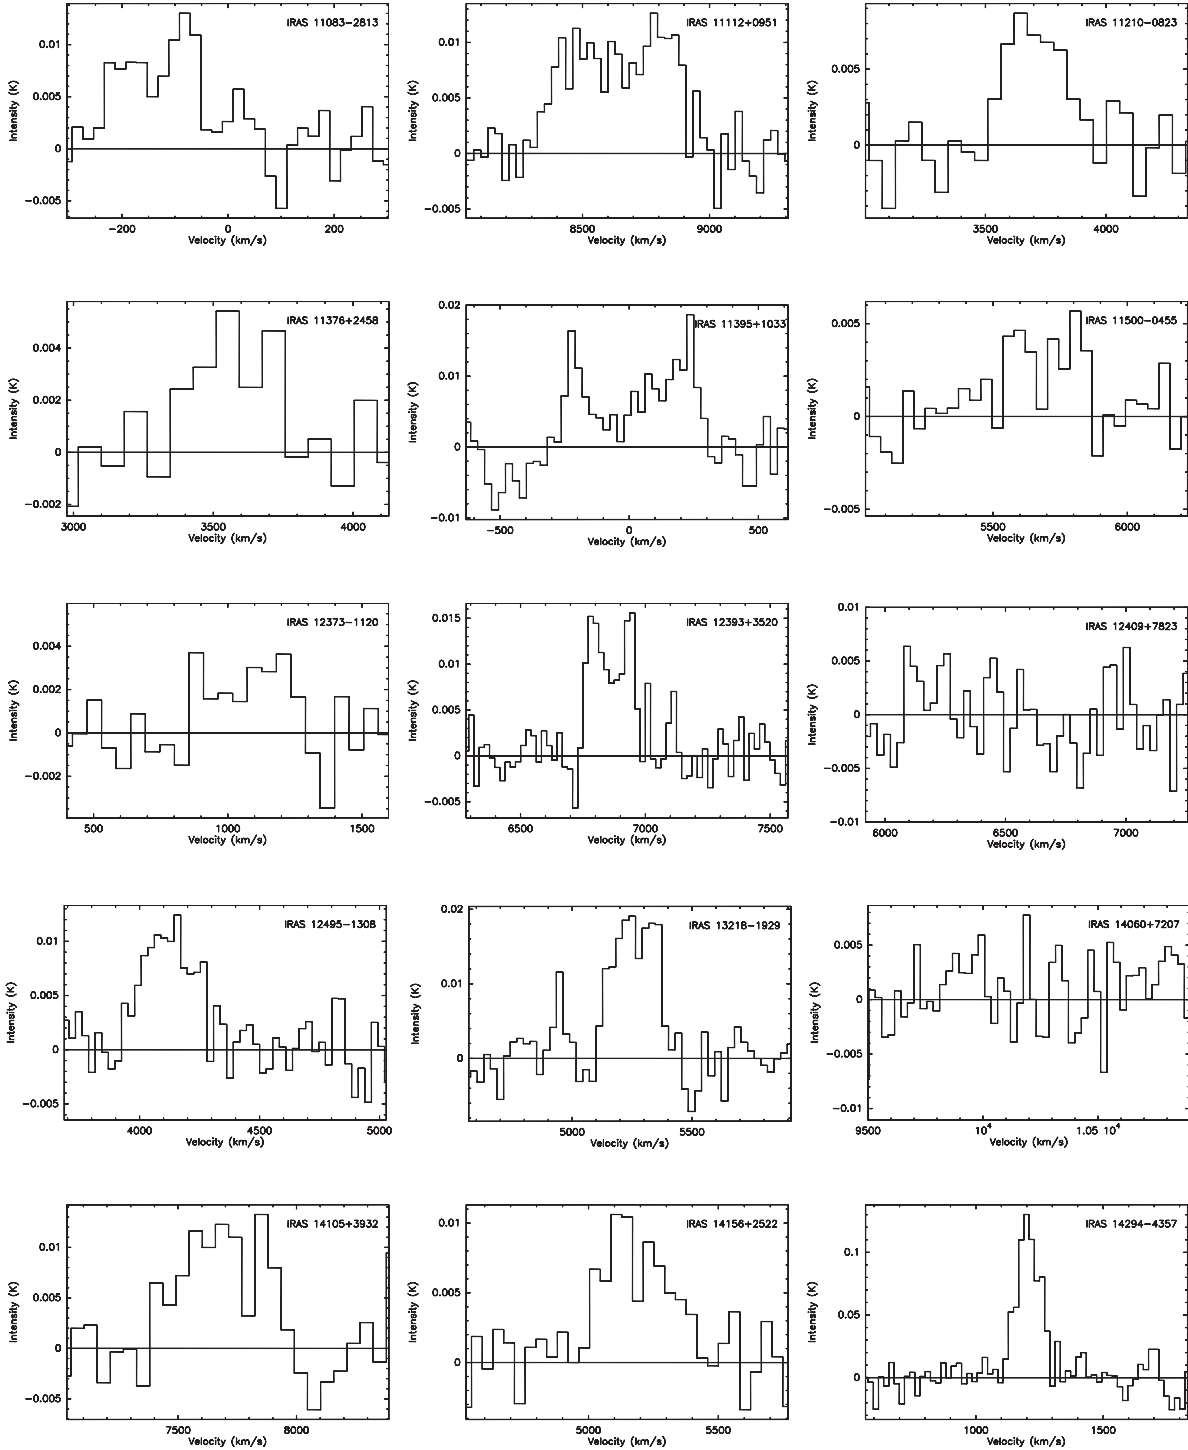 IRAS 11083−2813
Intensity (K)
0.01
0.005
0
−0.005
−200 0 200
Velocity (km/s)
IRAS 11112+0951
Intensity (K)
0.01
0.005
0
−0.005
8500 9000
Velocity (km/s)
IRAS 11210−0823
Intensity (K)
0.005
0
3500 4000
Velocity (km/s)
IRAS 11376+2458
Intensity (K)
0.004
0.002
0
−0.002
3000 3500 4000
Velocity (km/s)
IRAS 11395+1033
Intensity (K)
0.02
0.01
0
−0.01
−500 0 500
Velocity (km/s)
IRAS 11500−0455
Intensity (K)
0.005
0
−0.005
5500 6000
Velocity (km/s)
IRAS 12373−1120
Intensity (K)
0.004
0.002
0
−0.002
500 1000 1500
Velocity (km/s)
IRAS 12393+3520
Intensity (K)
0.015
0.01
0.005
0
−0.005
6500 7000 7500
Velocity (km/s)
IRAS 12409+7823
Intensity (K)
0.01
0.005
0
−0.005
−0.01
6000 6500 7000
Velocity (km/s)
IRAS 12495−1308
Intensity (K)
0.01
0.005
0
−0.005
4000 4500 5000
Velocity (km/s)
IRAS 13218−1929
Intensity (K)
0.02
0.01
0
5000 5500
Velocity (km/s)
IRAS 14060+7207
Intensity (K)
0.005
0
−0.005
−0.01
9500 10⁴ 1.05 10⁴
Velocity (km/s)
IRAS 14105+3932
Intensity (K)
0.01
0.005
0
−0.005
7500 8000
Velocity (km/s)
IRAS 14156+2522
Intensity (K)
0.01
0.005
0
5000 5500
Velocity (km/s)
IRAS 14294−4357
Intensity (K)
0.1
0.05
0
1000 1500
Velocity (km/s)